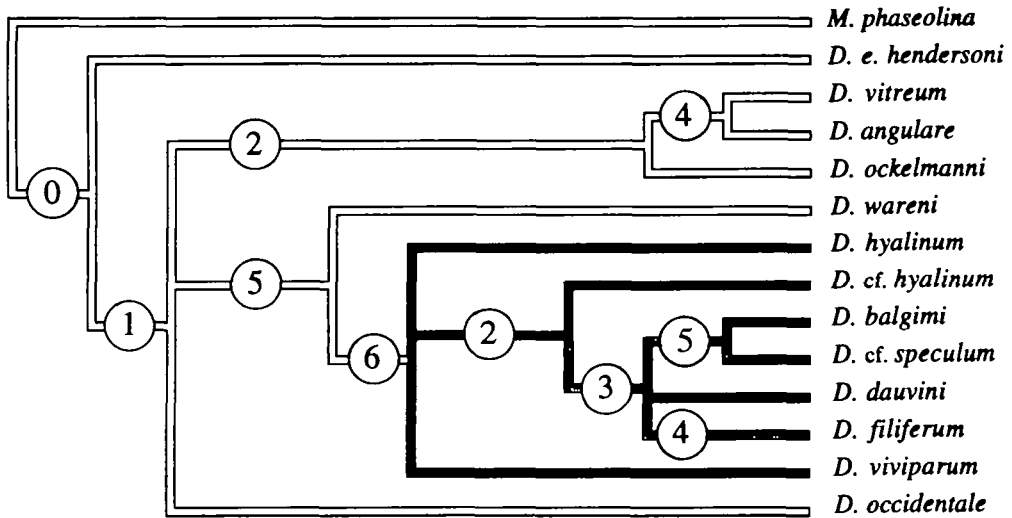 M. phaseolina
D. e. hendersoni
D. vitreum
4
D. angulare
2
D. ockelmanni
0
D. wareni
D. hyalinum
5
D. cf. hyalinum
1
D. balgimi
2
5
D. cf. speculum
6
3
D. dauvini
D. filiferum
4
D. viviparum
D. occidentale